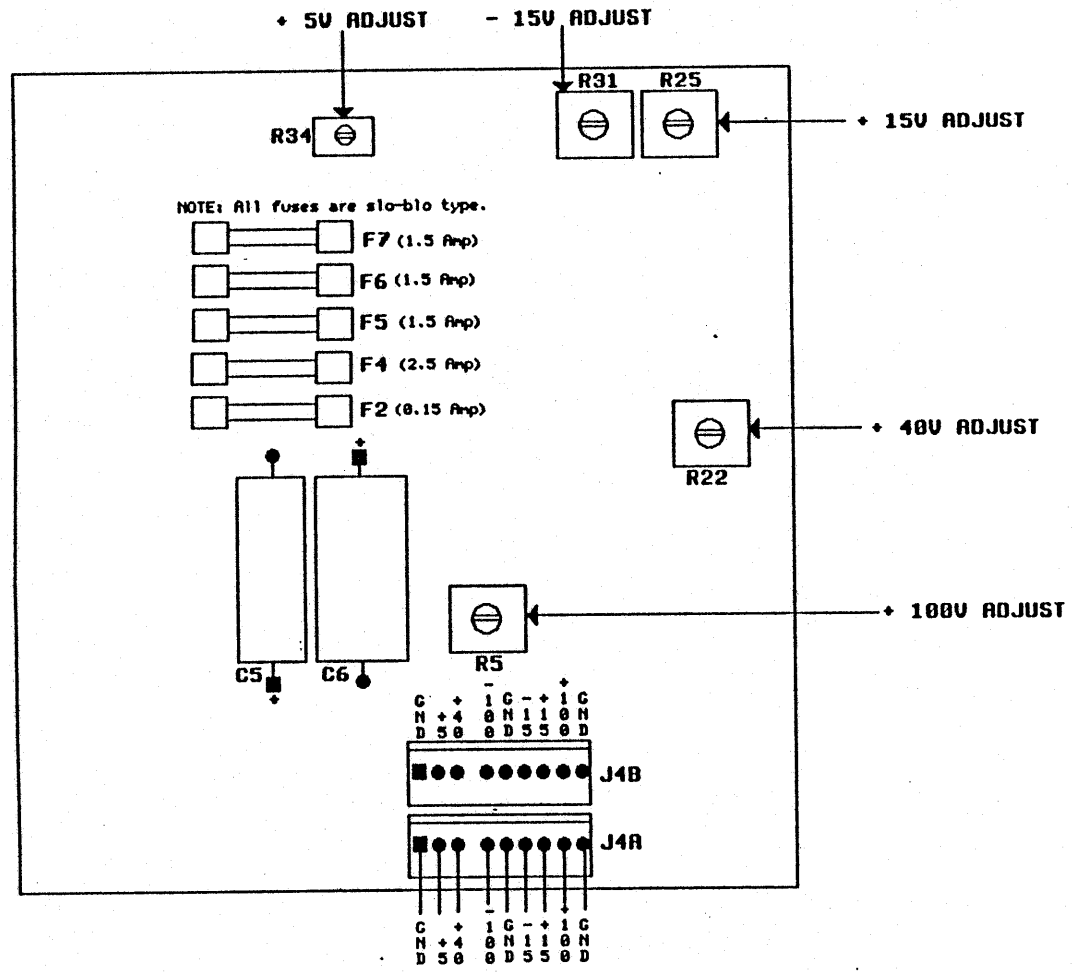 + 5V ADJUST
- 15V ADJUST
R31
R25
R34
+ 15V ADJUST
NOTE: All fuses are slo-blo type.
F7 (1.5 Amp)
F6 (1.5 Amp)
F5 (1.5 Amp)
F4 (2.5 Amp)
F2 (0.15 Amp)
+ 40V ADJUST
R22
+
+ 100V ADJUST
R5
C5
C6
+
GND
+5
+40
-100
GND
-15
+15
+100
GND
J4B
J4A
GND
+5
+40
-100
GND
-15
+15
+100
GND